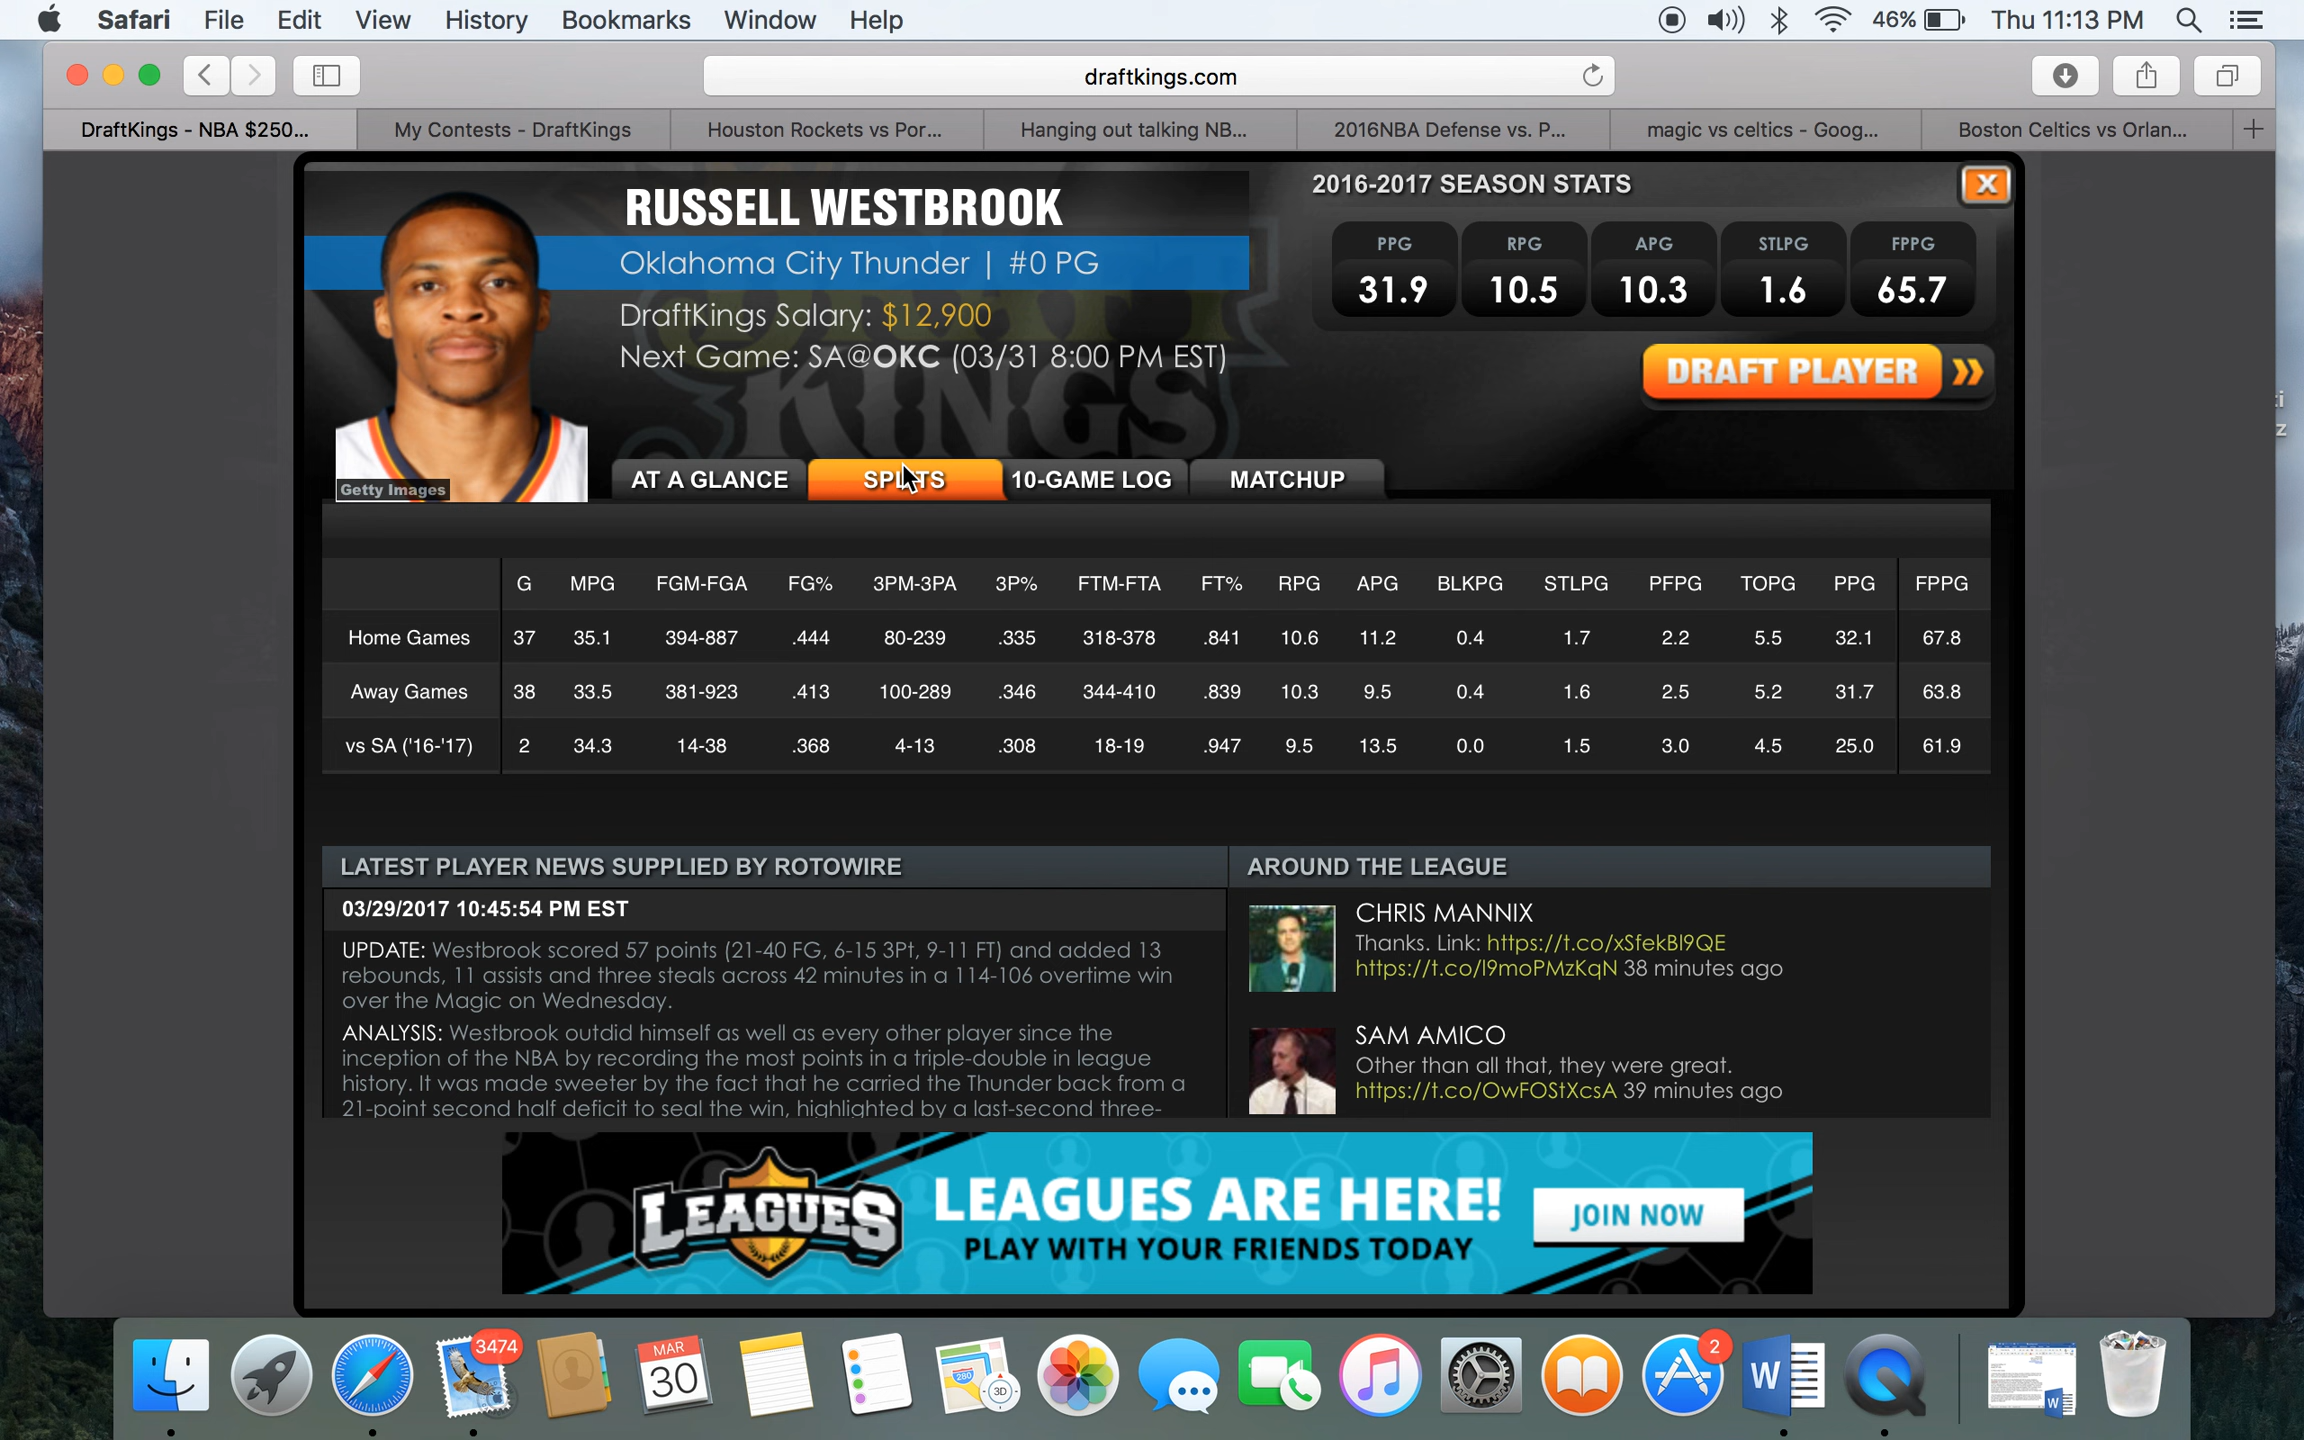 Safari File Edit View History Bookmarks Window Help 46% Thu 11:13 PM
draftkings.com
DraftKings - NBA $250... My Contests - DraftKings Houston Rockets vs Por... Hanging out talking NB... 2016NBA Defense vs. P... magic vs celtics - Goog... Boston Celtics vs Orlan...
RUSSELL WESTBROOK
Oklahoma City Thunder | #0 PG
DraftKings Salary: $12,900
Next Game: SA@OKC (03/31 8:00 PM EST)
2016-2017 SEASON STATS
X
PPG RPG APG STLPG FPPG
31.9 10.5 10.3 1.6 65.7
DRAFT PLAYER
KINGS
Getty Images
AT A GLANCE SPLITS 10-GAME LOG MATCHUP
G MPG FGM-FGA FG% 3PM-3PA 3P% FTM-FTA FT% RPG APG BLKPG STLPG PFPG TOPG PPG FPPG
Home Games 37 35.1 394-887 .444 80-239 .335 318-378 .841 10.6 11.2 0.4 1.7 2.2 5.5 32.1 67.8
Away Games 38 33.5 381-923 .413 100-289 .346 344-410 .839 10.3 9.5 0.4 1.6 2.5 5.2 31.7 63.8
vs SA ('16-'17) 2 34.3 14-38 .368 4-13 .308 18-19 .947 9.5 13.5 0.0 1.5 3.0 4.5 25.0 61.9
LATEST PLAYER NEWS SUPPLIED BY ROTOWIRE
03/29/2017 10:45:54 PM EST
UPDATE: Westbrook scored 57 points (21-40 FG, 6-15 3Pt, 9-11 FT) and added 13
rebounds, 11 assists and three steals across 42 minutes in a 114-106 overtime win
over the Magic on Wednesday.
ANALYSIS: Westbrook outdid himself as well as every other player since the
inception of the NBA by recording the most points in a triple-double in league
history. It was made sweeter by the fact that he carried the Thunder back from a
21-point second half deficit to seal the win, highlighted by a last-second three-
AROUND THE LEAGUE
CHRIS MANNIX
Thanks. Link: https://t.co/xSfekBl9QE
https://t.co/l9moPMzKqN 38 minutes ago
SAM AMICO
Other than all that, they were great.
https://t.co/OwFOStXcsA 39 minutes ago
LEAGUES
LEAGUES ARE HERE!
PLAY WITH YOUR FRIENDS TODAY
JOIN NOW
3474
MAR
30
280
3D
2
W
W